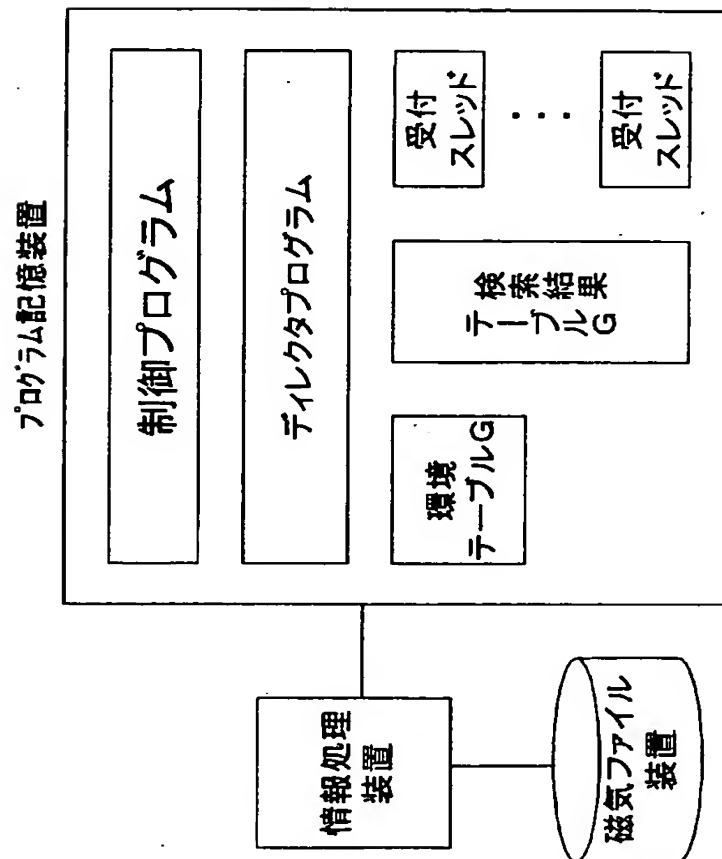 プログラム記憶装置
制御プログラム
ディレクタプログラム
環境
テーブルG
検索結果
テーブルG
受付
スレッド
・・・
受付
スレッド
情報処理
装置
磁気ファイル
装置